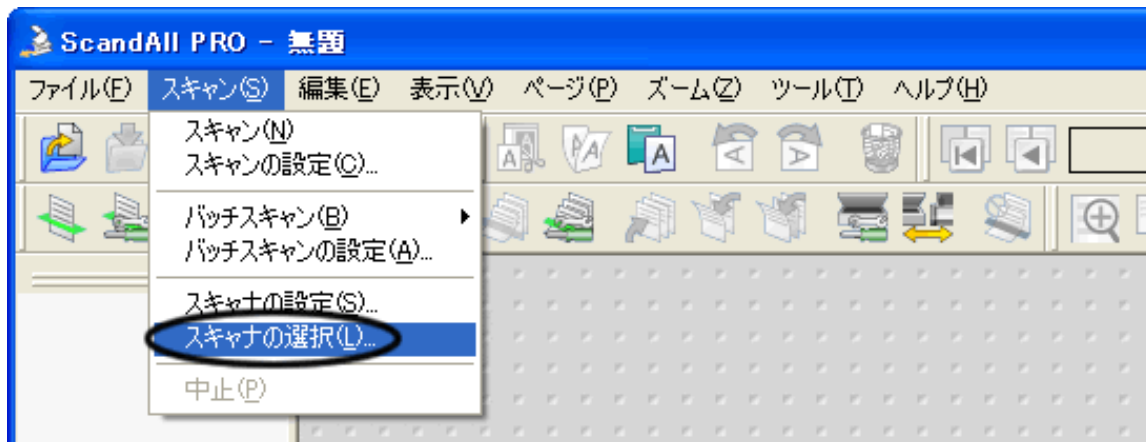 ScandAll PRO - 無題
ファイル(F) スキャン(S) 編集(E) 表示(V) ページ(P) ズーム(Z) ツール(T) ヘルプ(H)
スキャン(N)
スキャンの設定(C)...
バッチスキャン(B)
バッチスキャンの設定(A)...
スキャナの設定(S)...
スキャナの選択(L)...
中止(P)